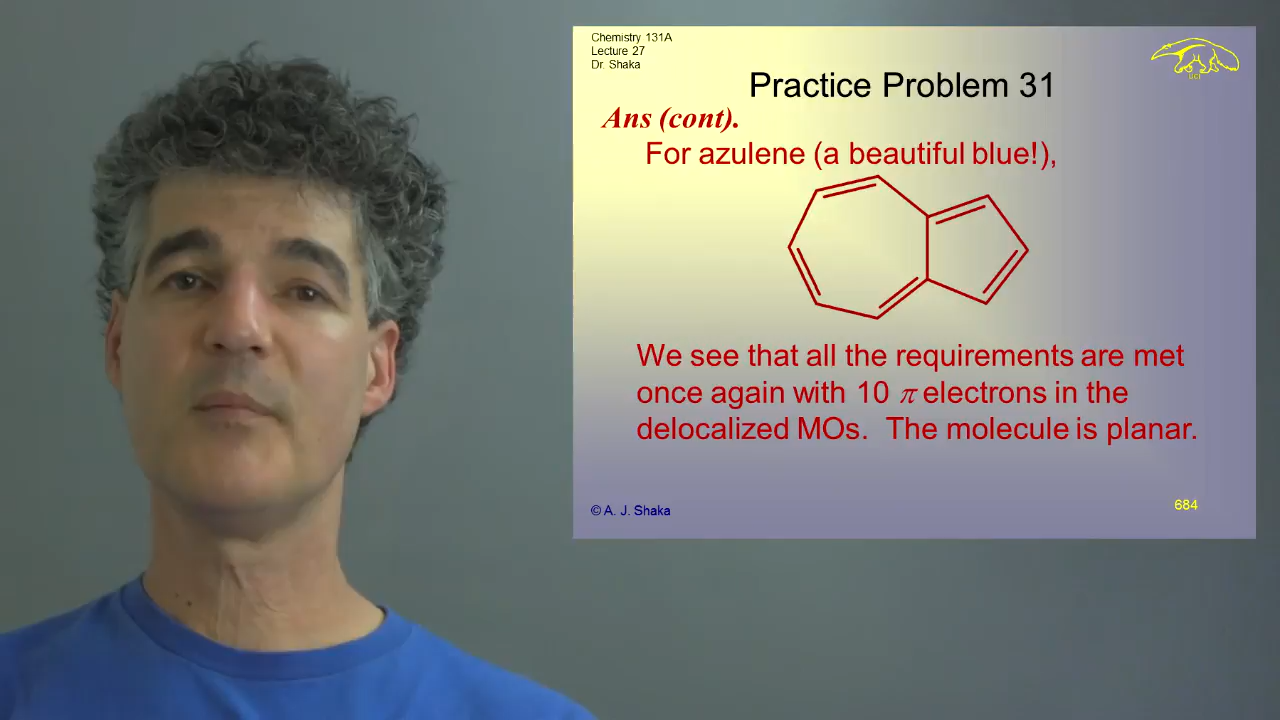 Chemistry 131A
Lecture 27
Dr. Shaka
Practice Problem 31
Ans (cont).
For azulene (a beautiful blue!),
We see that all the requirements are met
once again with 10 π electrons in the
delocalized MOs. The molecule is planar.
© A. J. Shaka
684
UCI